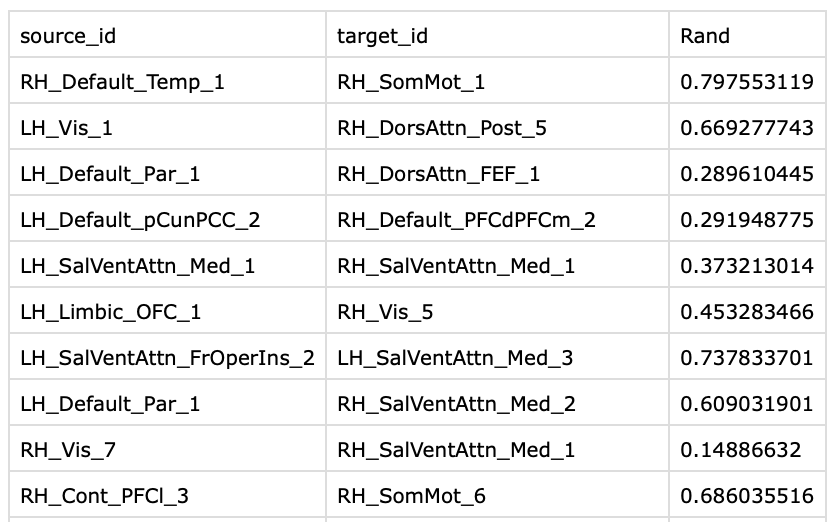 source_id target_id Rand
RH_Default_Temp_1 RH_SomMot_1 0.797553119
LH_Vis_1 RH_DorsAttn_Post_5 0.669277743
LH_Default_Par_1 RH_DorsAttn_FEF_1 0.289610445
LH_Default_pCunPCC_2 RH_Default_PFCdPFCm_2 0.291948775
LH_SalVentAttn_Med_1 RH_SalVentAttn_Med_1 0.373213014
LH_Limbic_OFC_1 RH_Vis_5 0.453283466
LH_SalVentAttn_FrOperIns_2 LH_SalVentAttn_Med_3 0.737833701
LH_Default_Par_1 RH_SalVentAttn_Med_2 0.609031901
RH_Vis_7 RH_SalVentAttn_Med_1 0.14886632
RH_Cont_PFCl_3 RH_SomMot_6 0.686035516